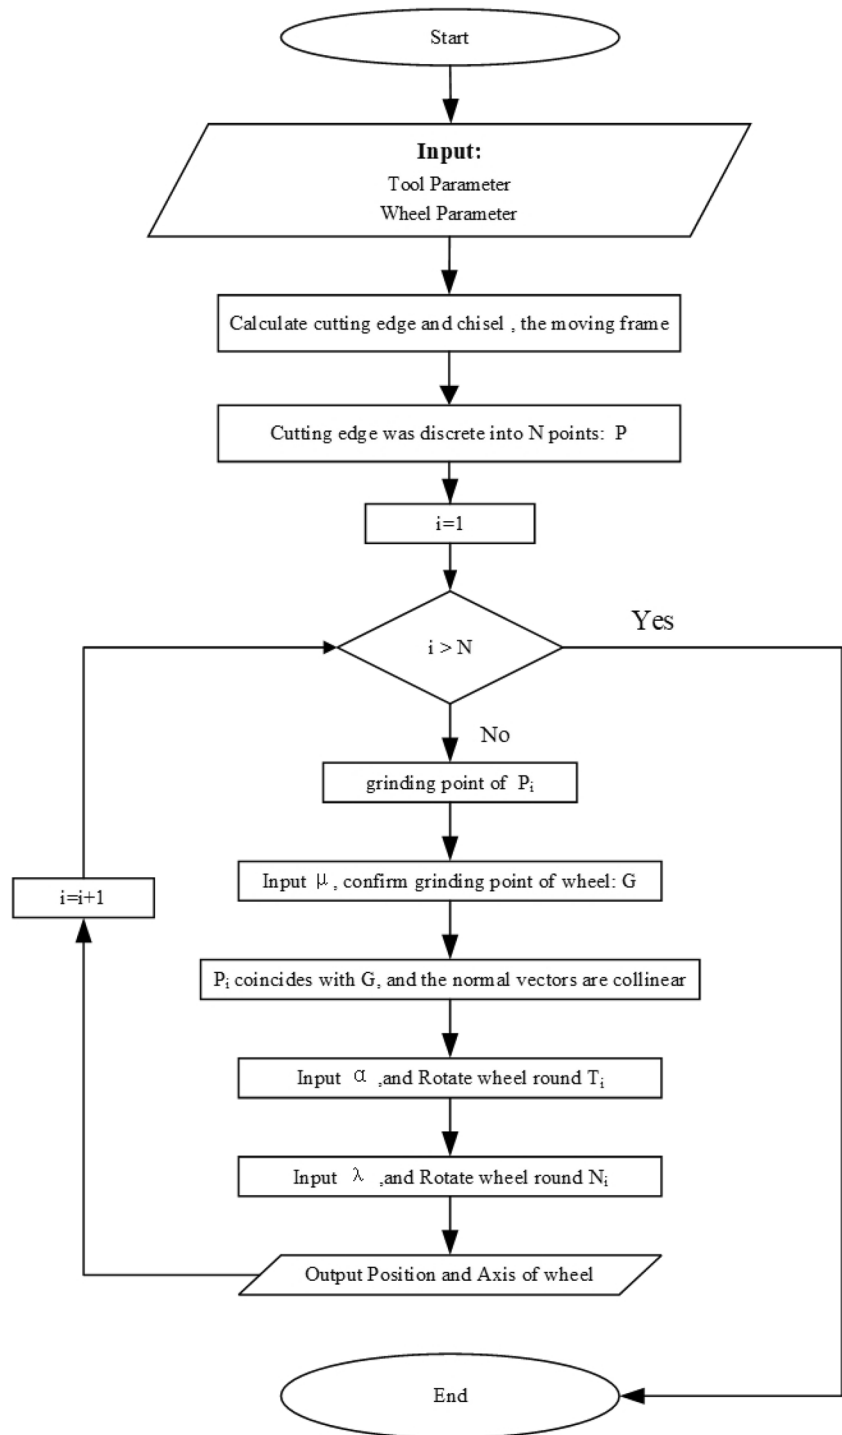 Start
Input:
Tool Parameter
Wheel Parameter
Calculate cutting edge and chisel , the moving frame
Cutting edge was discrete into N points: P
i=1
i > N
Yes
No
grinding point of Pᵢ
Input μ, confirm grinding point of wheel: G
i=i+1
Pᵢ coincides with G, and the normal vectors are collinear
Input α ,and Rotate wheel round Tᵢ
Input λ ,and Rotate wheel round Nᵢ
Output Position and Axis of wheel
End